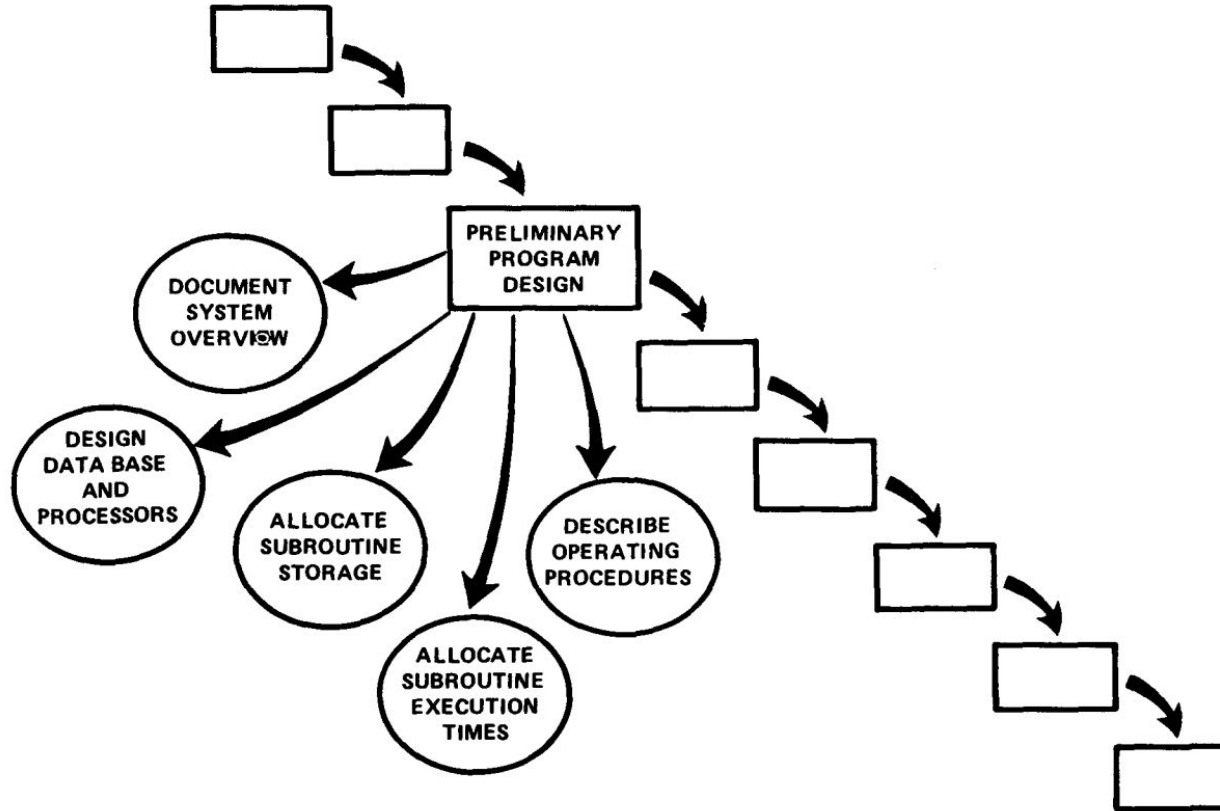 PRELIMINARY
PROGRAM
DESIGN
DOCUMENT
SYSTEM
OVERVIEW
DESIGN
DATA BASE
AND
PROCESSORS
ALLOCATE
SUBROUTINE
STORAGE
DESCRIBE
OPERATING
PROCEDURES
ALLOCATE
SUBROUTINE
EXECUTION
TIMES